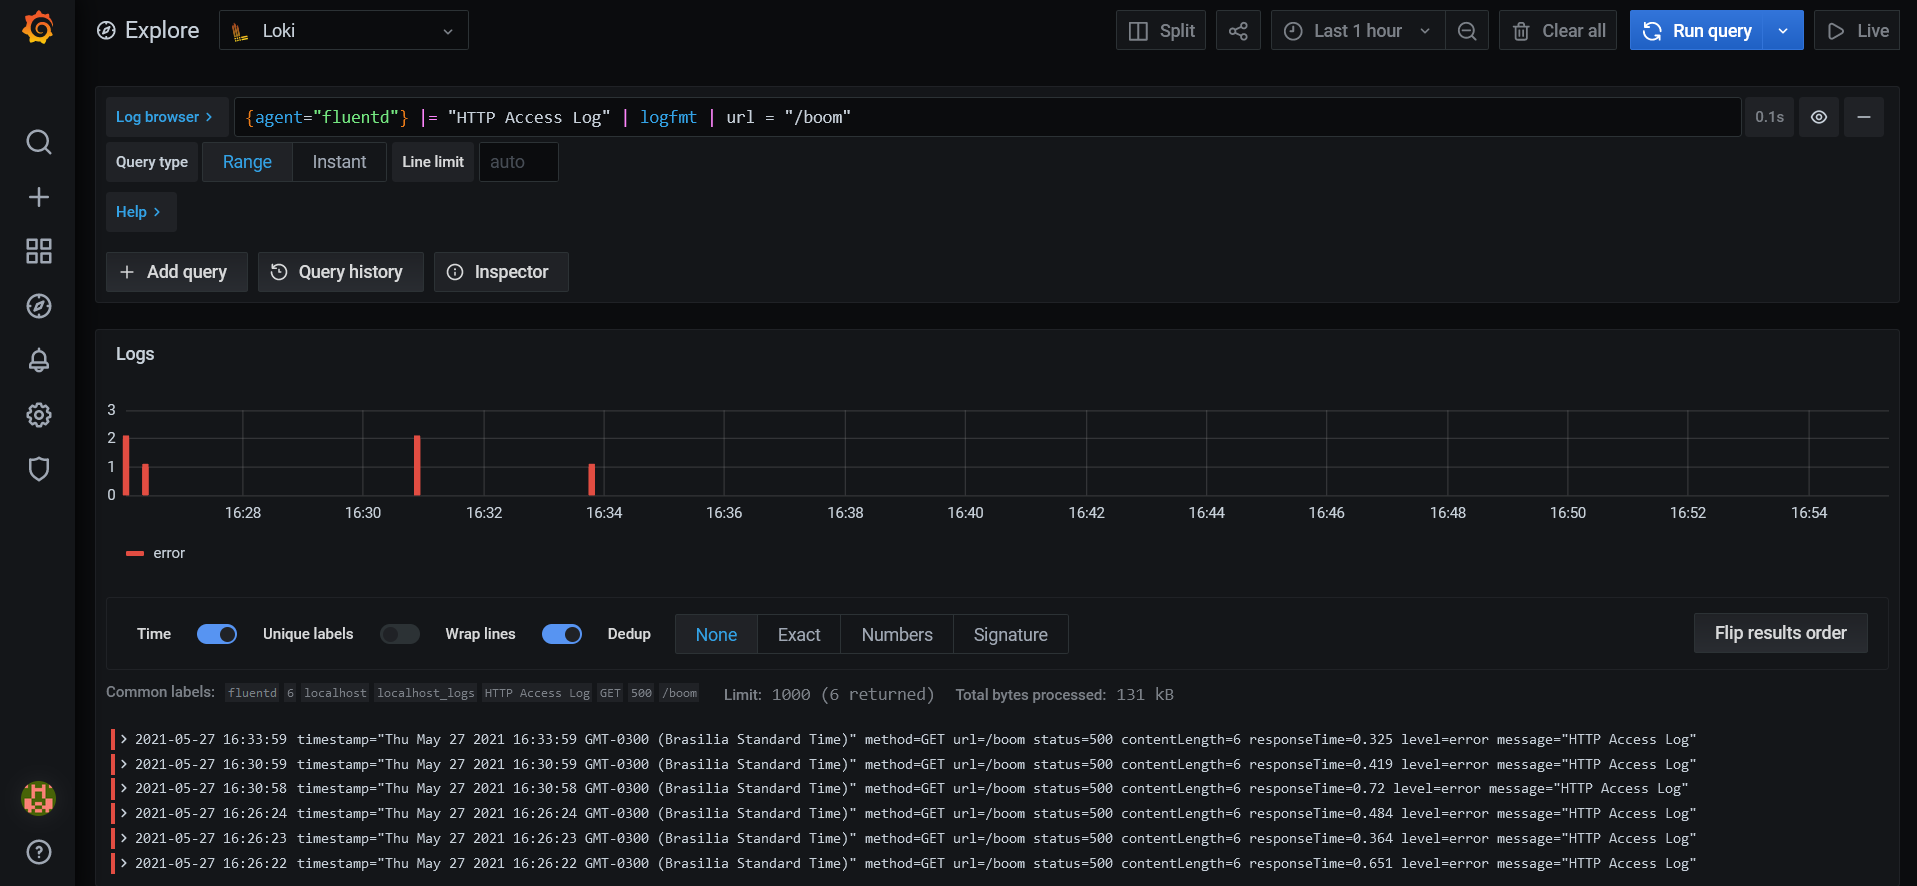 Explore Loki Split Last 1 hour Clear all Run query Live
Log browser {agent="fluentd"} |= "HTTP Access Log" | logfmt | url = "/boom" 0.1s
Query type Range Instant Line limit auto
Help
Add query Query history Inspector
Logs
3
2
1
0
16:28 16:30 16:32 16:34 16:36 16:38 16:40 16:42 16:44 16:46 16:48 16:50 16:52 16:54
error
Time Unique labels Wrap lines Dedup None Exact Numbers Signature Flip results order
Common labels: fluentd 6 localhost localhost_logs HTTP Access Log GET 500 /boom Limit: 1000 (6 returned) Total bytes processed: 131 kB
2021-05-27 16:33:59 timestamp="Thu May 27 2021 16:33:59 GMT-0300 (Brasilia Standard Time)" method=GET url=/boom status=500 contentLength=6 responseTime=0.325 level=error message="HTTP Access Log"
2021-05-27 16:30:59 timestamp="Thu May 27 2021 16:30:59 GMT-0300 (Brasilia Standard Time)" method=GET url=/boom status=500 contentLength=6 responseTime=0.419 level=error message="HTTP Access Log"
2021-05-27 16:30:58 timestamp="Thu May 27 2021 16:30:58 GMT-0300 (Brasilia Standard Time)" method=GET url=/boom status=500 contentLength=6 responseTime=0.72 level=error message="HTTP Access Log"
2021-05-27 16:26:24 timestamp="Thu May 27 2021 16:26:24 GMT-0300 (Brasilia Standard Time)" method=GET url=/boom status=500 contentLength=6 responseTime=0.484 level=error message="HTTP Access Log"
2021-05-27 16:26:23 timestamp="Thu May 27 2021 16:26:23 GMT-0300 (Brasilia Standard Time)" method=GET url=/boom status=500 contentLength=6 responseTime=0.364 level=error message="HTTP Access Log"
2021-05-27 16:26:22 timestamp="Thu May 27 2021 16:26:22 GMT-0300 (Brasilia Standard Time)" method=GET url=/boom status=500 contentLength=6 responseTime=0.651 level=error message="HTTP Access Log"